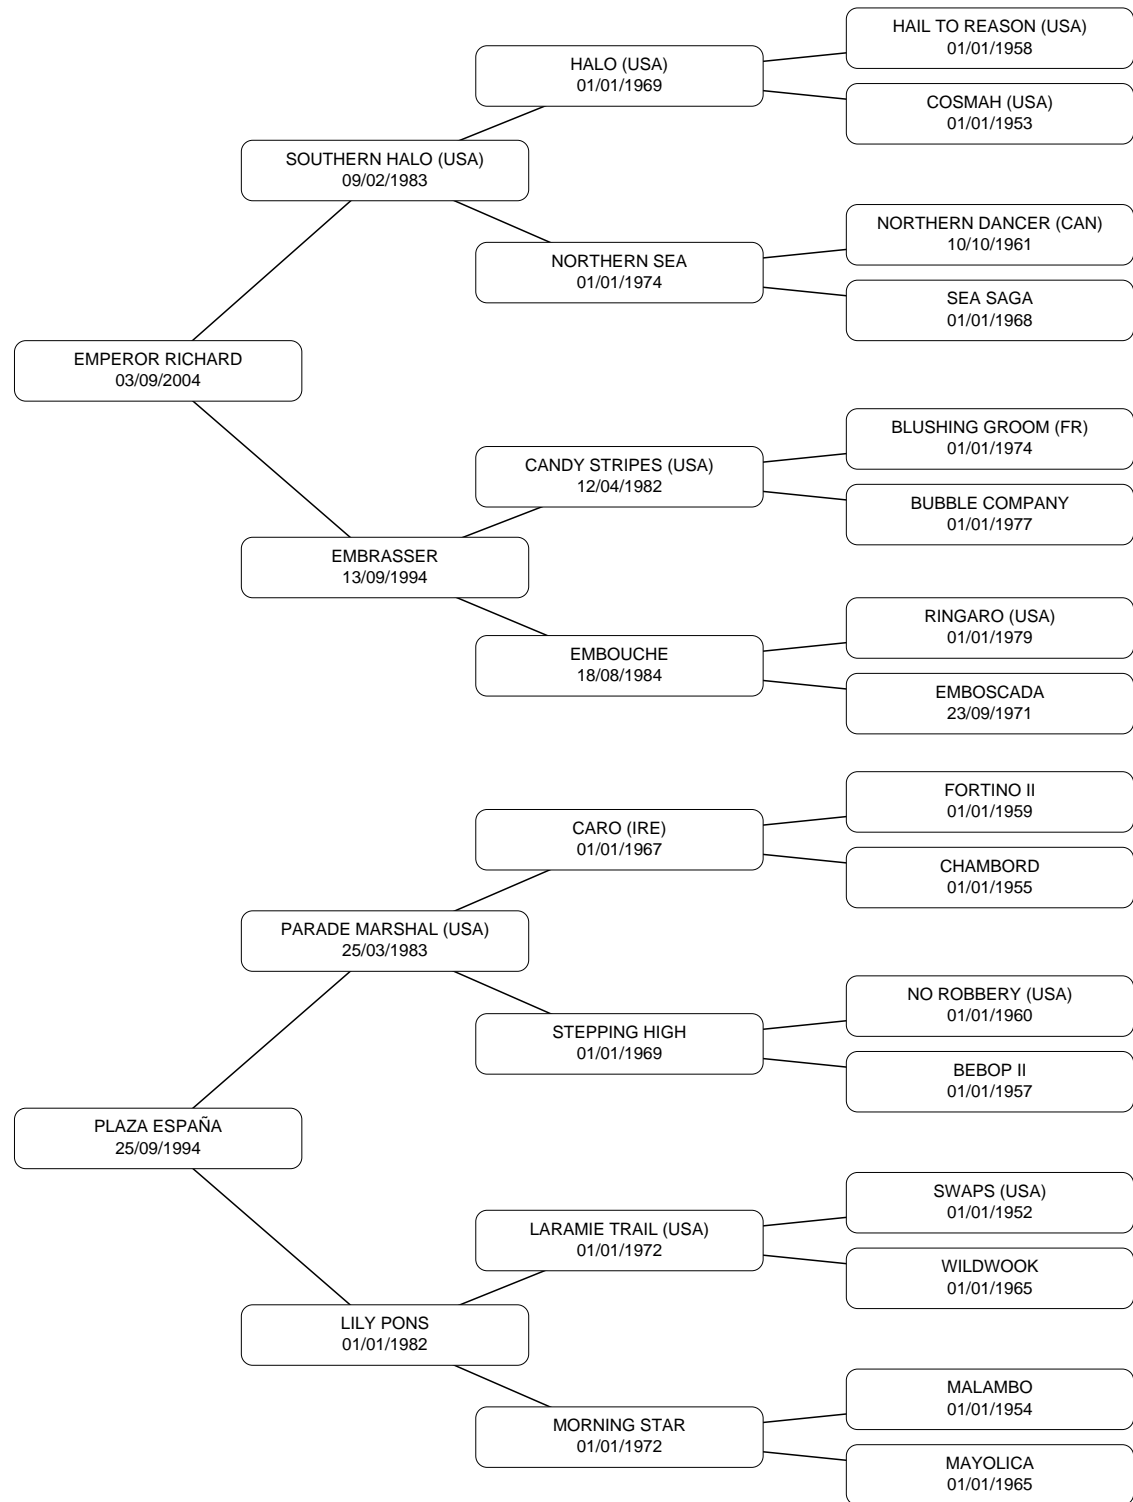 HAIL TO REASON (USA)
01/01/1958
HALO (USA)
01/01/1969
COSMAH (USA)
01/01/1953
SOUTHERN HALO (USA)
09/02/1983
NORTHERN DANCER (CAN)
10/10/1961
NORTHERN SEA
01/01/1974
SEA SAGA
01/01/1968
EMPEROR RICHARD
03/09/2004
BLUSHING GROOM (FR)
01/01/1974
CANDY STRIPES (USA)
12/04/1982
BUBBLE COMPANY
01/01/1977
EMBRASSER
13/09/1994
RINGARO (USA)
01/01/1979
EMBOUCHE
18/08/1984
EMBOSCADA
23/09/1971
FORTINO II
01/01/1959
CARO (IRE)
01/01/1967
CHAMBORD
01/01/1955
PARADE MARSHAL (USA)
25/03/1983
NO ROBBERY (USA)
01/01/1960
STEPPING HIGH
01/01/1969
BEBOP II
01/01/1957
PLAZA ESPAÑA
25/09/1994
SWAPS (USA)
01/01/1952
LARAMIE TRAIL (USA)
01/01/1972
WILDWOOK
01/01/1965
LILY PONS
01/01/1982
MALAMBO
01/01/1954
MORNING STAR
01/01/1972
MAYOLICA
01/01/1965